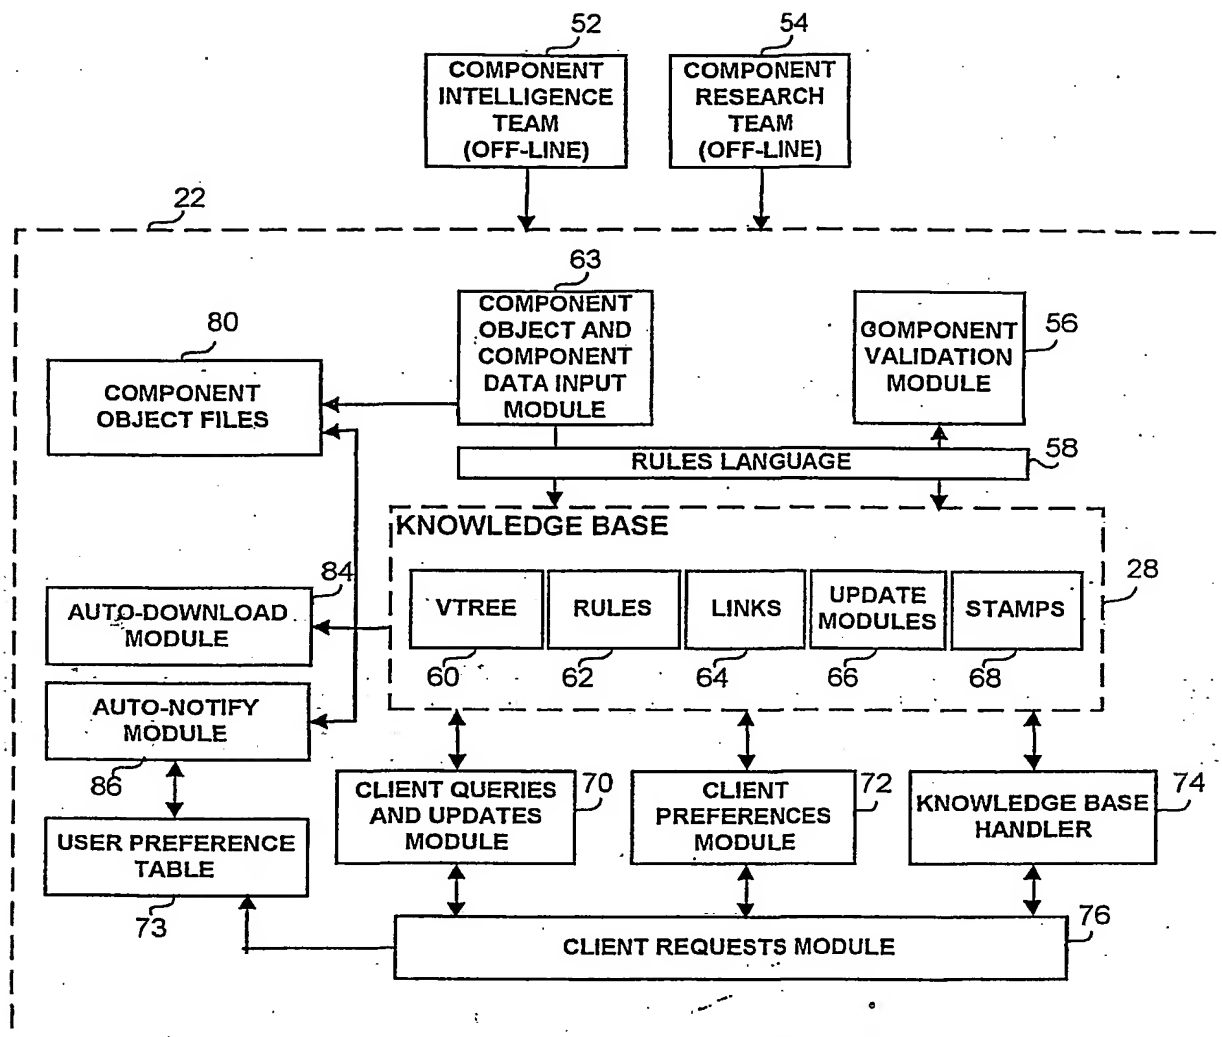 52
54
COMPONENT
INTELLIGENCE
TEAM
(OFF-LINE)
COMPONENT
RESEARCH
TEAM
(OFF-LINE)
22
63
COMPONENT
OBJECT AND
COMPONENT
DATA INPUT
MODULE
COMPONENT
VALIDATION
MODULE
56
80
COMPONENT
OBJECT FILES
RULES LANGUAGE
58
KNOWLEDGE BASE
VTREE
RULES
LINKS
UPDATE
MODULES
STAMPS
28
60
62
64
66
68
84
AUTO-DOWNLOAD
MODULE
AUTO-NOTIFY
MODULE
86
CLIENT QUERIES
AND UPDATES
MODULE
70
CLIENT
PREFERENCES
MODULE
72
KNOWLEDGE BASE
HANDLER
74
USER PREFERENCE
TABLE
73
CLIENT REQUESTS MODULE
76